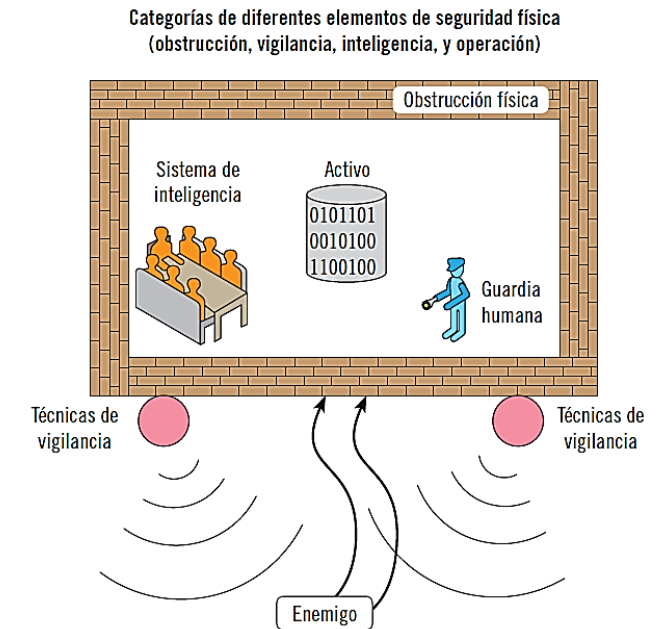 Categorías de diferentes elementos de seguridad física
(obstrucción, vigilancia, inteligencia, y operación)
Obstrucción física
Sistema de
inteligencia
Activo
0101101
0010100
1100100
Guardia
humana
Técnicas de
vigilancia
Técnicas de
vigilancia
Enemigo